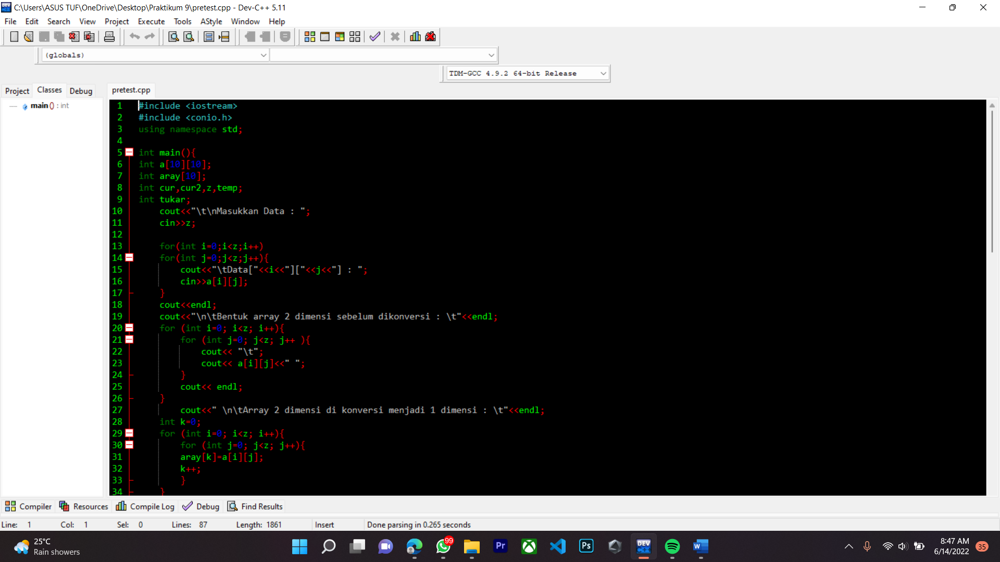 C:\Users\ASUS TUF\OneDrive\Desktop\Praktikum 9\pretest.cpp - Dev-C++ 5.11
File Edit Search View Project Execute Tools AStyle Window Help
(globals)
TDM-GCC 4.9.2 64-bit Release
Project Classes Debug
pretest.cpp
main () : int
1 #include <iostream>
2 #include <conio.h>
3 using namespace std;
4
5 int main(){
6 int a[10][10];
7 int aray[10];
8 int cur,cur2,z,temp;
9 int tukar;
10 cout<<"\t\nMasukkan Data : ";
11 cin>>z;
12
13 for(int i=0;i<z;i++)
14 for(int j=0;j<z;j++){
15 cout<<"\tData["<<i<<"]["<<j<<"] : ";
16 cin>>a[i][j];
17 }
18 cout<<endl;
19 cout<<"\n\tBentuk array 2 dimensi sebelum dikonversi : \t"<<endl;
20 for (int i=0; i<z; i++){
21 for (int j=0; j<z; j++ ){
22 cout<< "\t";
23 cout<< a[i][j]<<" ";
24 }
25 cout<< endl;
26 }
27 cout<<" \n\tArray 2 dimensi di konversi menjadi 1 dimensi : \t"<<endl;
28 int k=0;
29 for (int i=0; i<z; i++){
30 for (int j=0; j<z; j++){
31 aray[k]=a[i][j];
32 k++;
33 }
34 }
Compiler Resources Compile Log Debug Find Results
Line: 1 Col: 1 Sel: 0 Lines: 87 Length: 1861 Insert Done parsing in 0.265 seconds
25°C
Rain showers
99
Pr
Ps
DEV
C++
W
8:47 AM
6/14/2022
35